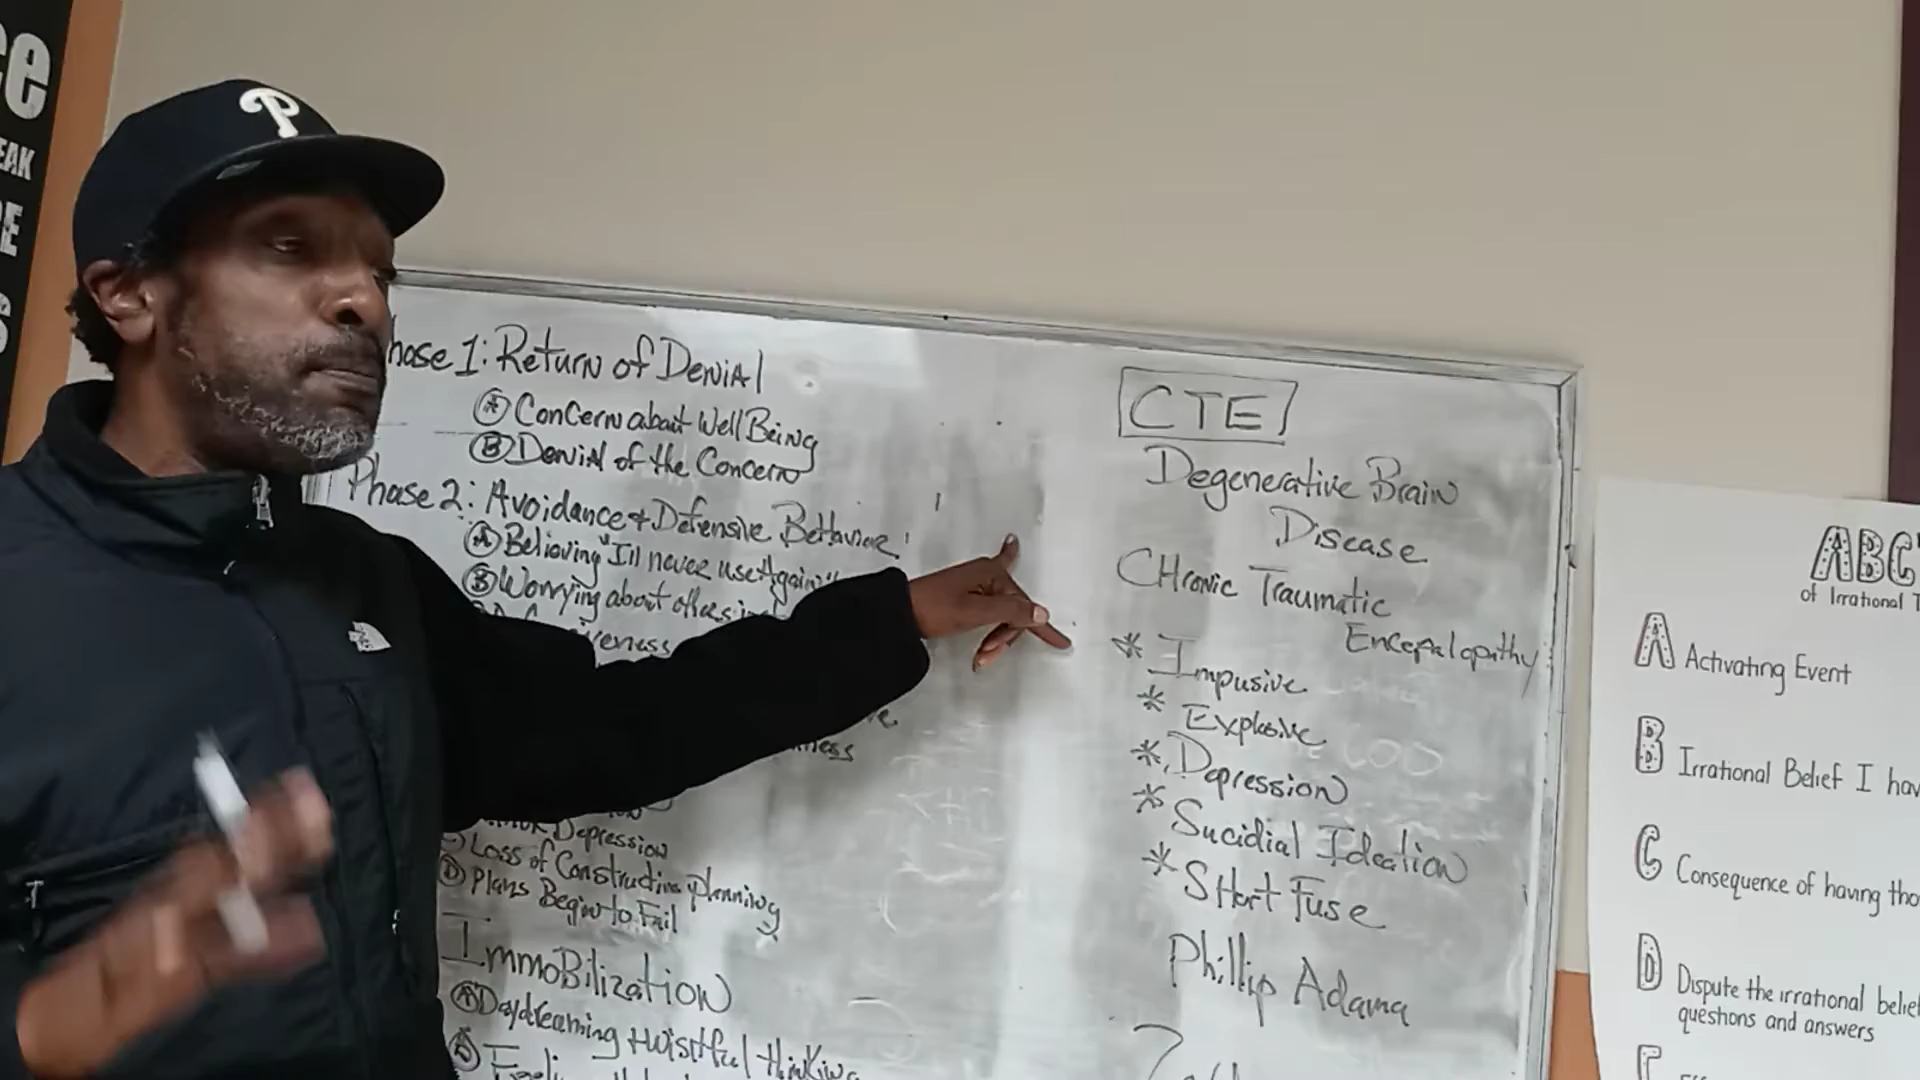 P
hase 1: Return of Denial
A Concern about Well Being
B Denial of the Concern
Phase 2: Avoidance & Defensive Behavior
A Believing "I'll never use Again"
B Worrying about others
Depression
Loss of Constructive planning
D Plans Begin to Fail
ImmoBilization
A Daydreaming & wistful thinking
CTE
Degenerative Brain
Disease
CHronic Traumatic
Encepalopathy
* Impusive
* Explosive
* Depression
* Sucidial Ideation
* SHort Fuse
Phillip Adama
ABC'
of Irrational T
A Activating Event
B Irrational Belief I hav
C Consequence of having tho
D Dispute the irrational belief
questions and answers